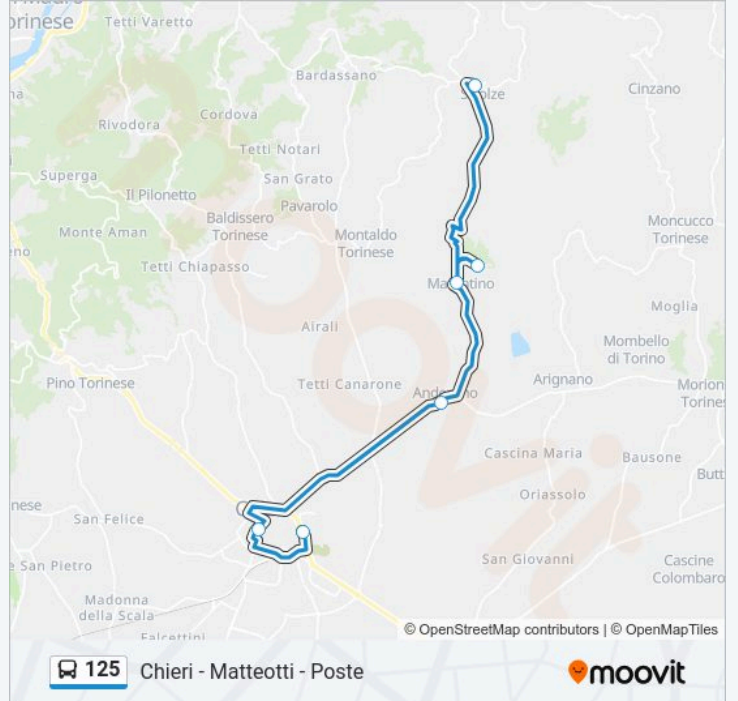 orinese
Tetti Varetto
Bardassano
Cinzano
Cordova
Rivodora
Tetti Notari
San Grato
Superga
Il Pilonetto
Pavarolo
Baldissero
Torinese
Moncucco
Torinese
Monte Aman
Montaldo
Torinese
Tetti Chiapasso
Moglia
Airali
Mombello
di Torino
Pino Torinese
Tetti Canarone
Arignano
Cascina Maria
Bausone
Oriassolo
San Felice
San Giovanni
e San Pietro
Cascine
Colombaro
Madonna
della Scala
Falcettini
© OpenStreetMap contributors | © OpenMapTiles
125 Chieri - Matteotti - Poste
moovit